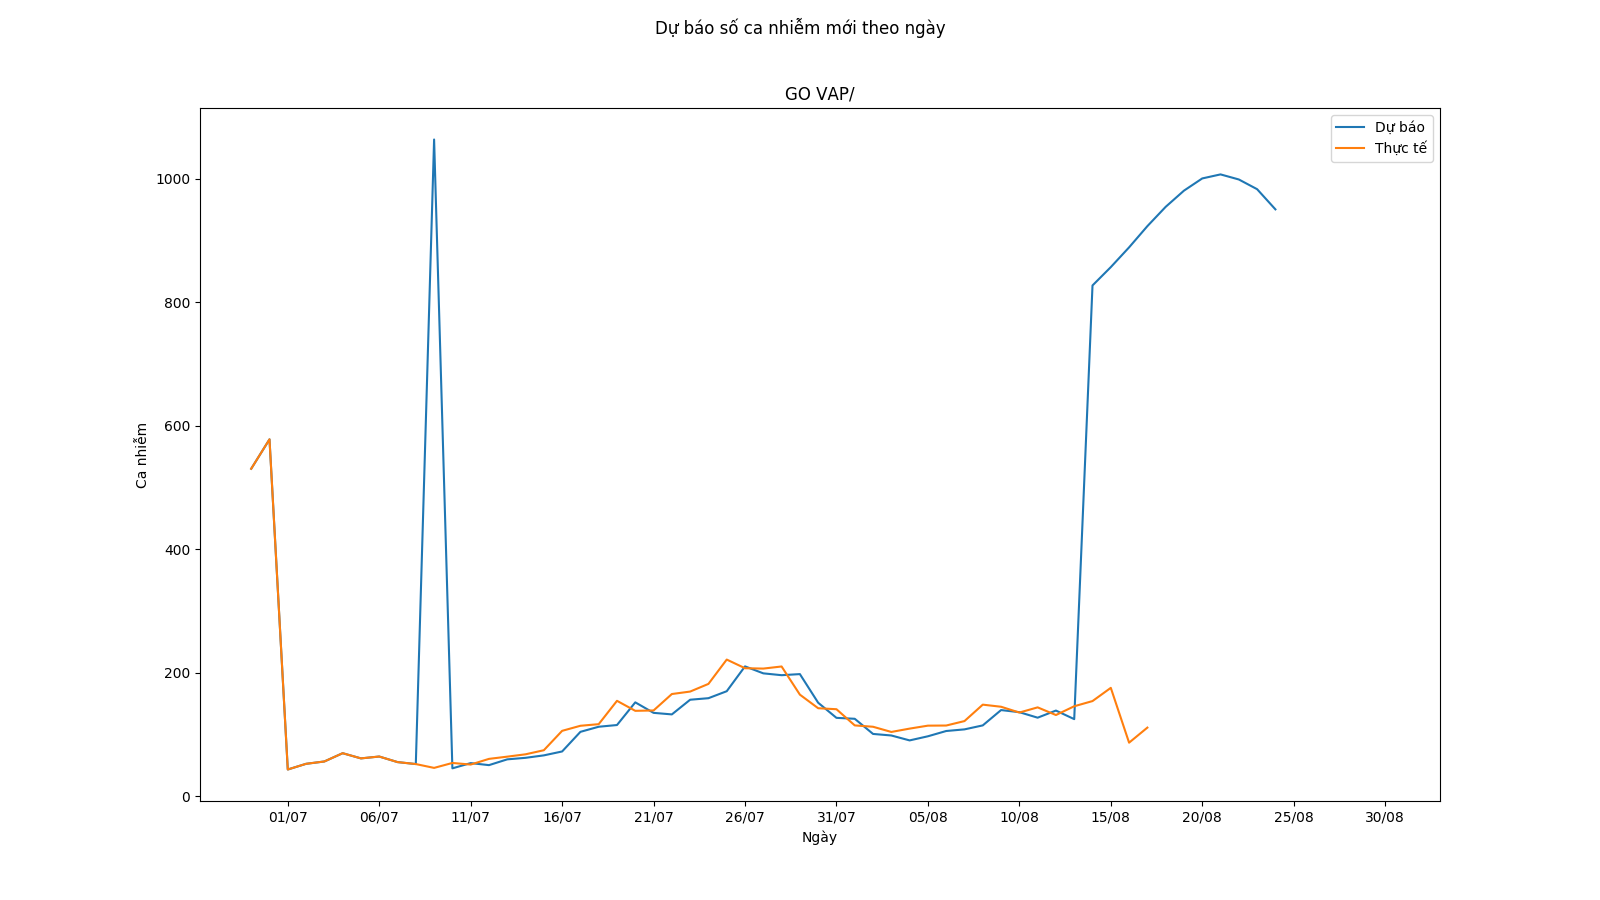 Dự báo số ca nhiễm mới theo ngày
GO VAP/
Dự báo
Thực tế
Ca nhiễm
1000
800
600
400
200
0
01/07 06/07 11/07 16/07 21/07 26/07 31/07 05/08 10/08 15/08 20/08 25/08 30/08
Ngày